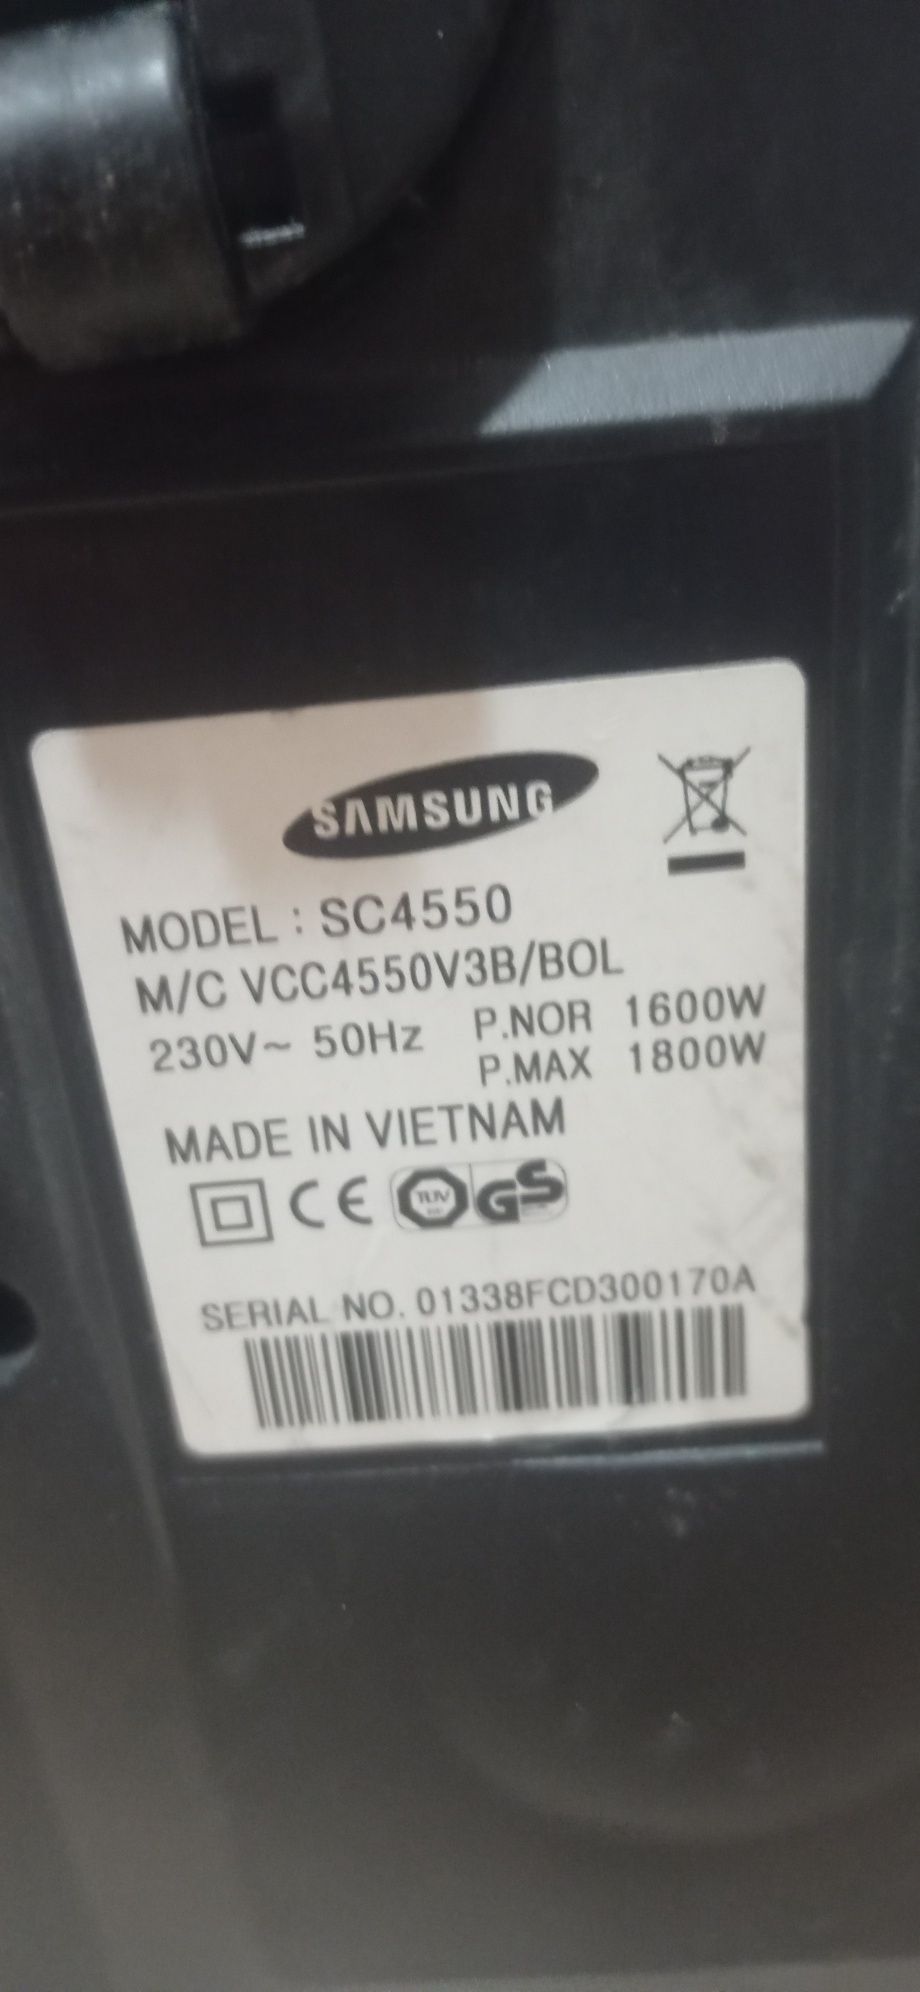 SAMSUNG
MODEL : SC4550
M/C VCC4550V3B/BOL
230V~ 50Hz P.NOR 1600W
P.MAX 1800W
MADE IN VIETNAM
CE TÜV GS
SERIAL NO. 01338FCD300170A